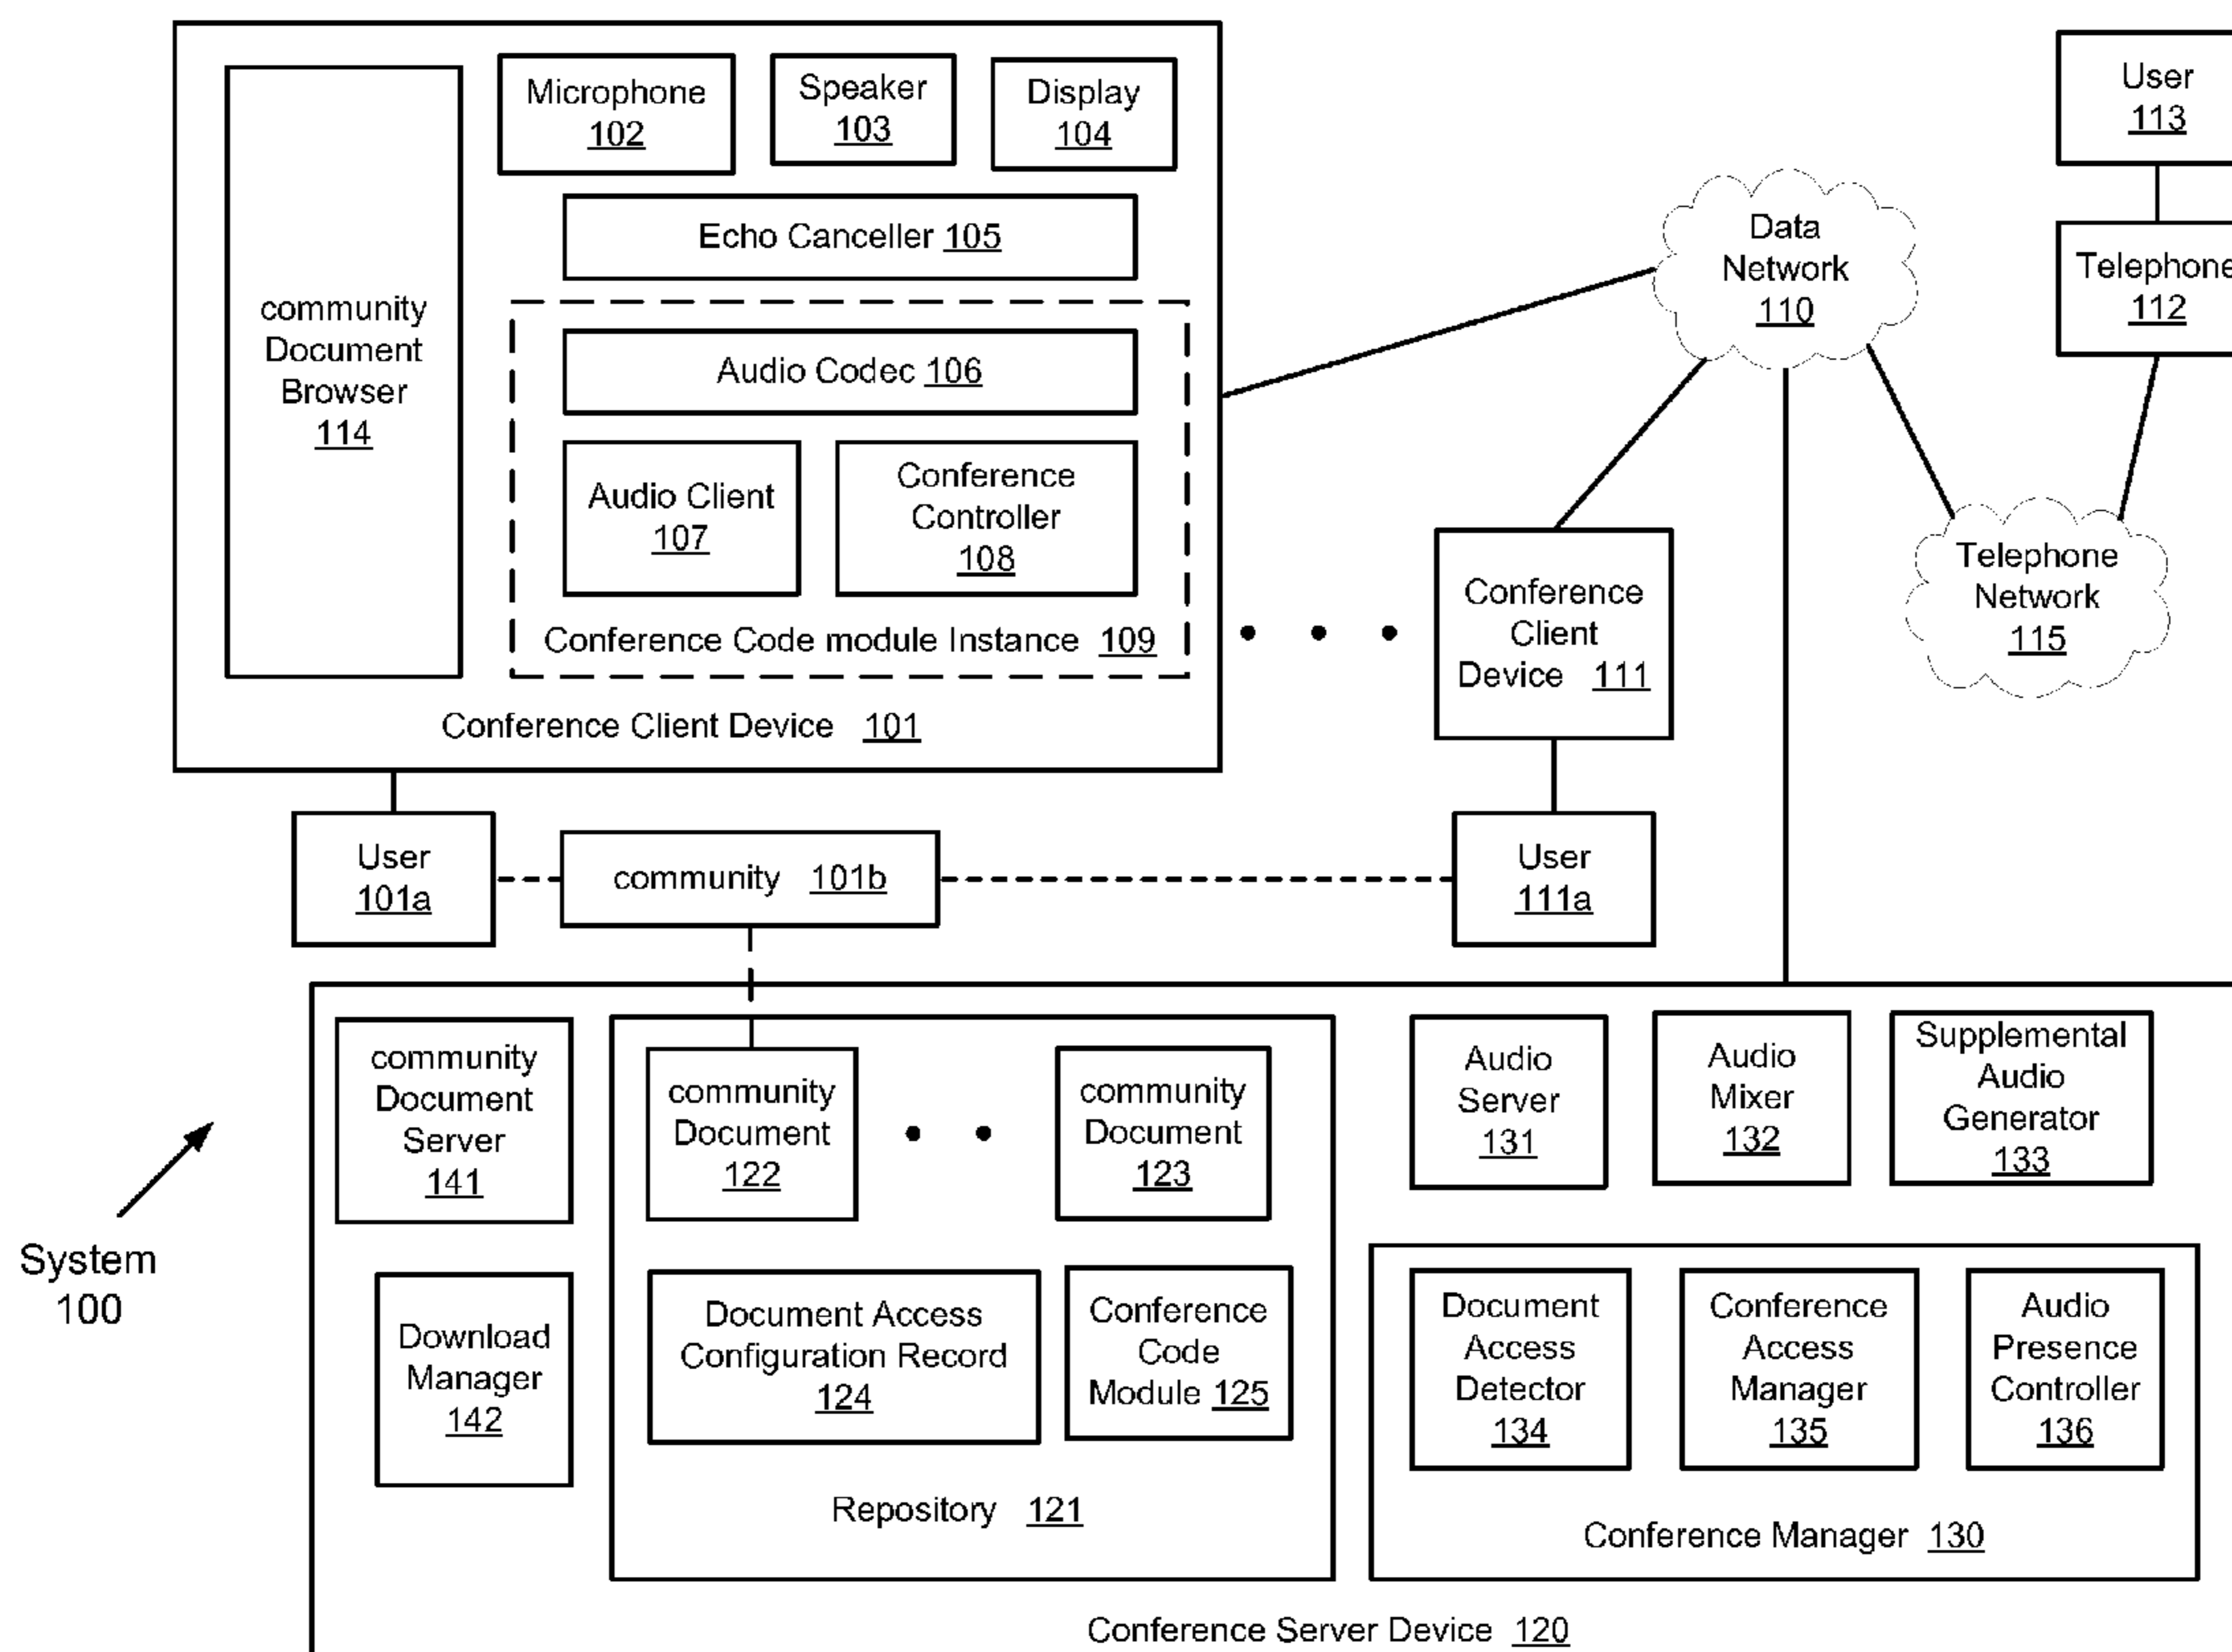 Microphone
102
Speaker
103
Display
104
User
113
Echo Canceller 105
Data
Network
110
Telephone
112
community
Document
Browser
114
Audio Codec 106
Audio Client
107
Conference
Controller
108
Conference Code module Instance 109
Conference Client Device 101
Conference
Client
Device 111
Telephone
Network
115
User
101a
community 101b
User
111a
System
100
community
Document
Server
141
Download
Manager
142
community
Document
122
community
Document
123
Document Access
Configuration Record
124
Conference
Code
Module 125
Repository 121
Audio
Server
131
Audio
Mixer
132
Supplemental
Audio
Generator
133
Document
Access
Detector
134
Conference
Access
Manager
135
Audio
Presence
Controller
136
Conference Manager 130
Conference Server Device 120